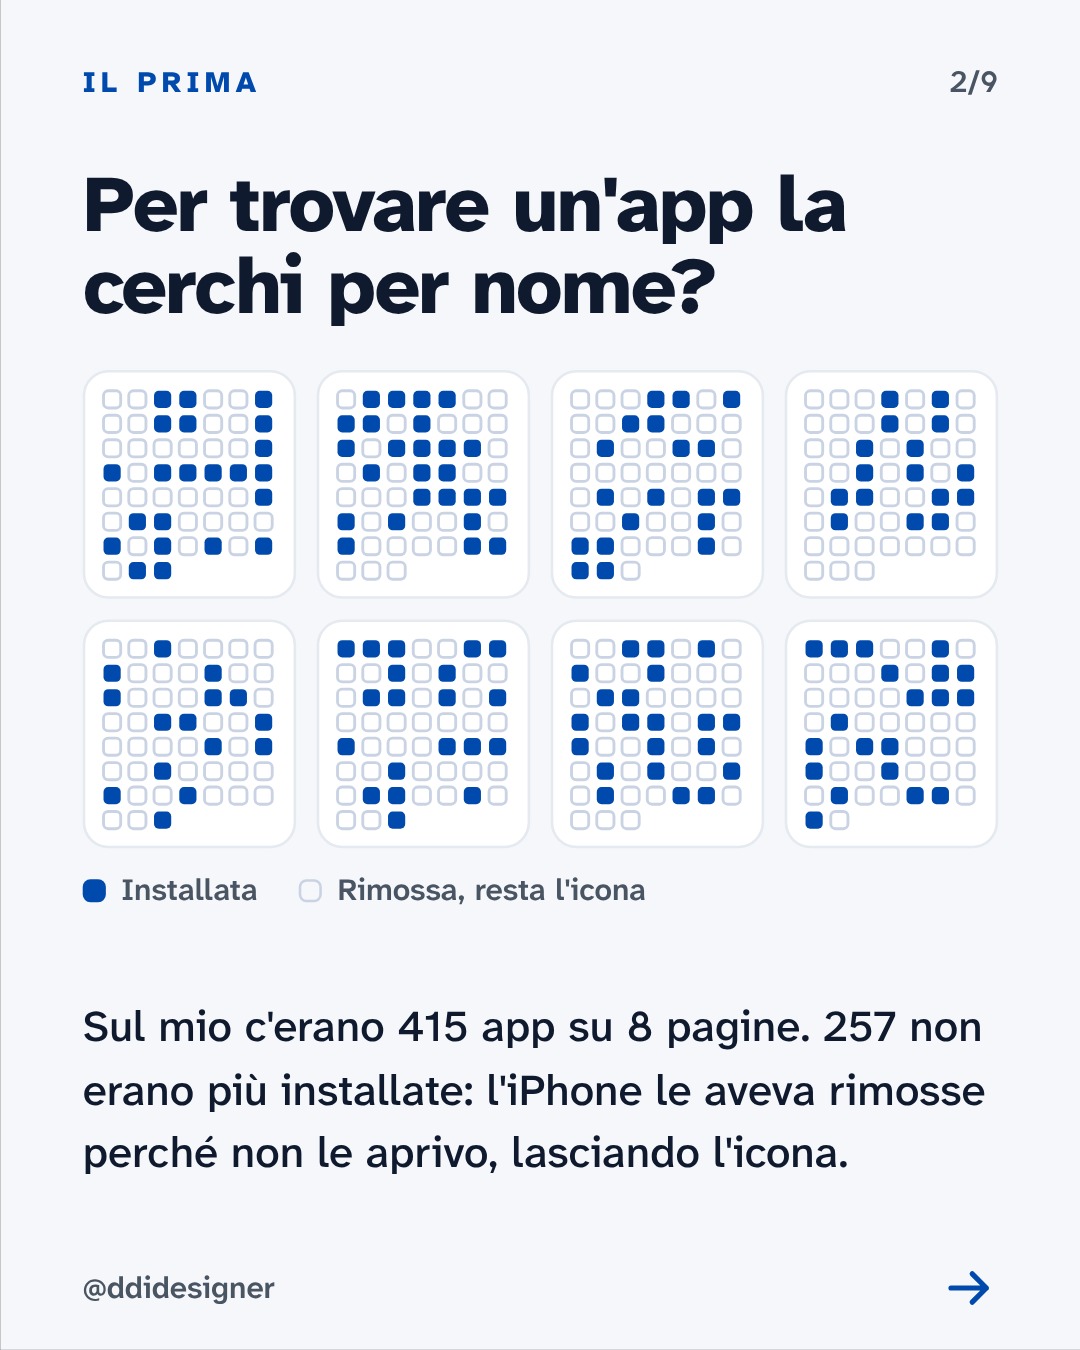 IL PRIMA
2/9
Per trovare un'app la
cerchi per nome?
Installata
Rimossa, resta l'icona
Sul mio c'erano 415 app su 8 pagine. 257 non
erano più installate: l'iPhone le aveva rimosse
perché non le aprivo, lasciando l'icona.
@ddidesigner